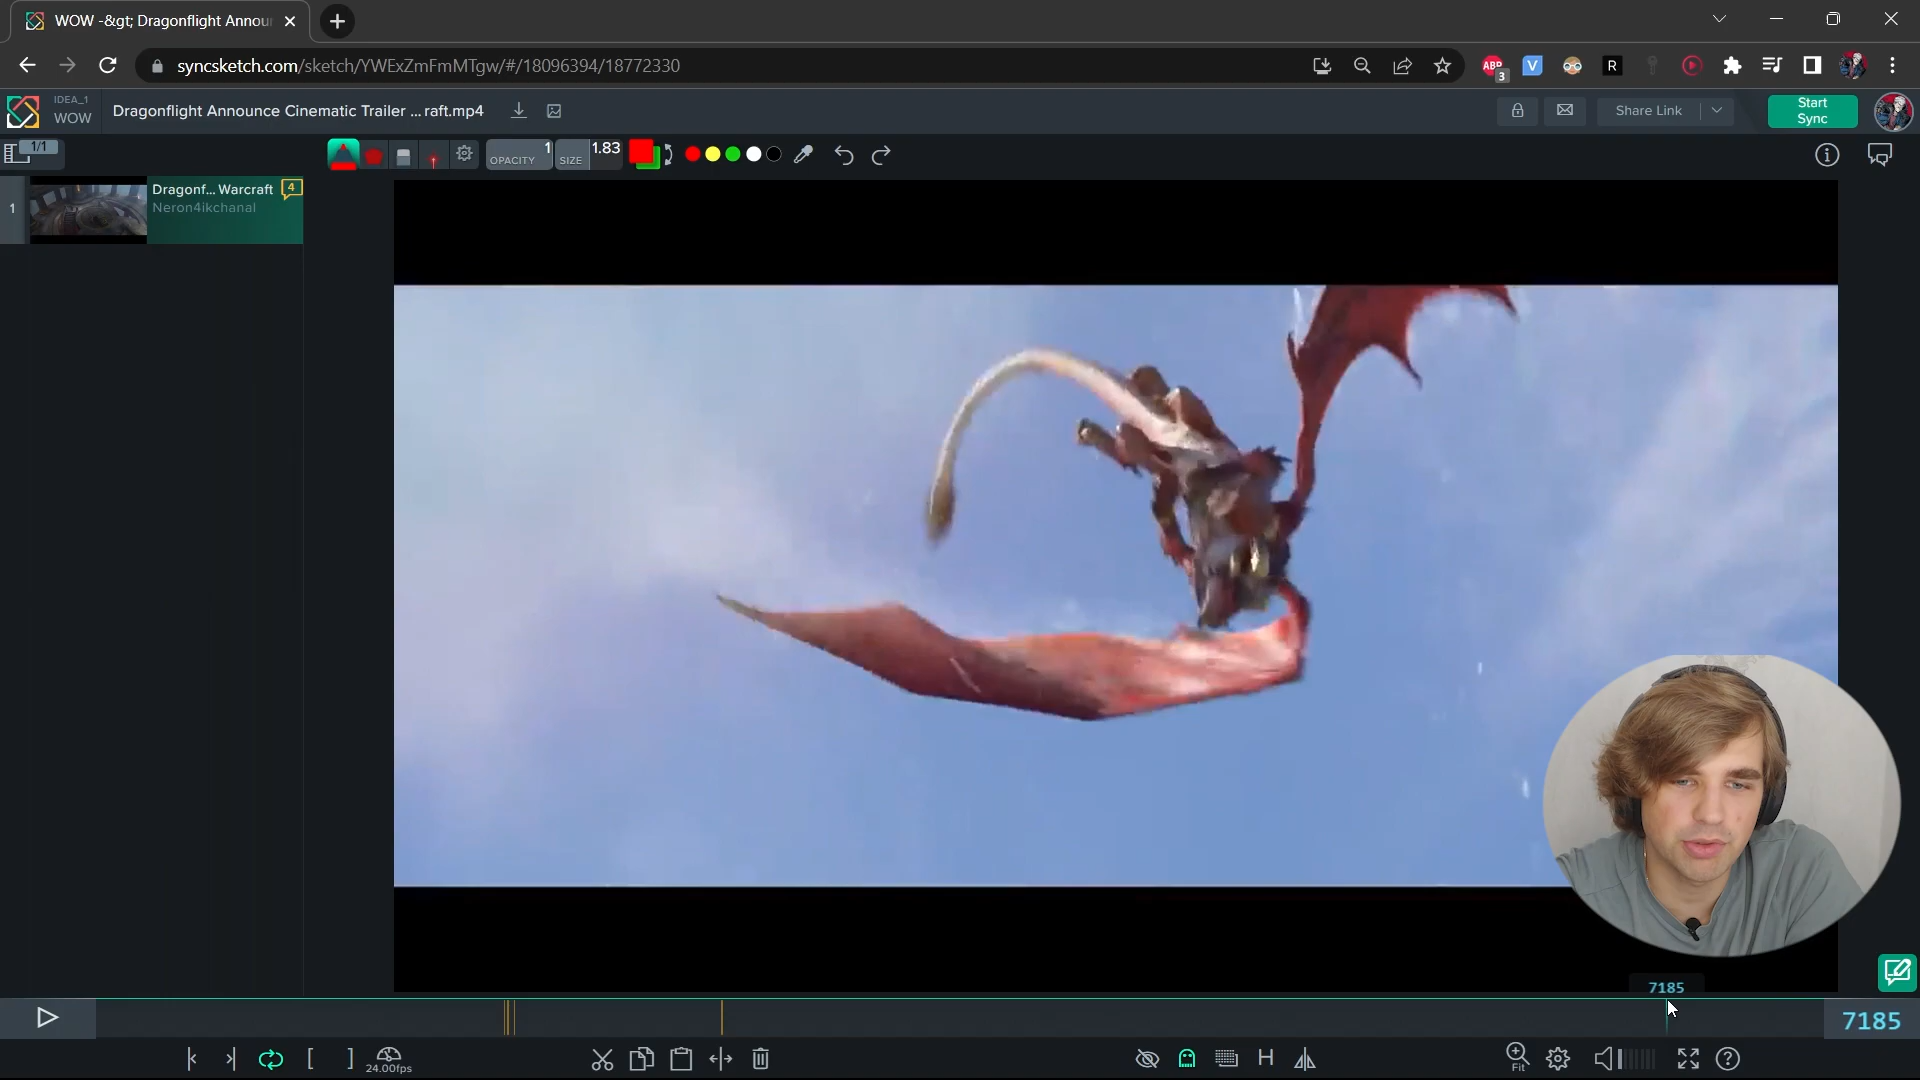 WOW -&gt; Dragonflight Annou
syncsketch.com/sketch/YWExZmFmMTgw/#/18096394/18772330
ABP
3
V
R
IDEA_1
WOW
Dragonflight Announce Cinematic Trailer ... raft.mp4
Share Link
Start
Sync
1/1
OPACITY 1
SIZE 1.83
1
Dragonf... Warcraft
4
Neron4ikchanal
7185
7185
[ ]
24.00fps
H
Fit